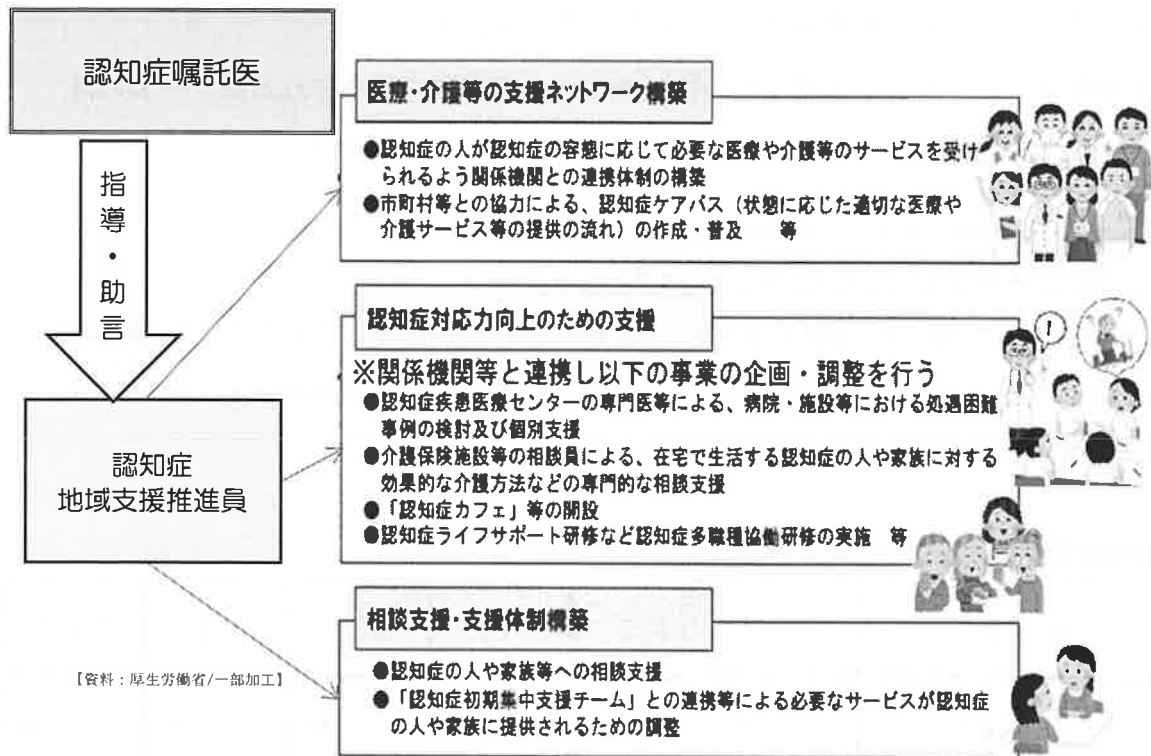 認知症嘱託医
指導・助言
認知症
地域支援推進員
医療・介護等の支援ネットワーク構築
●認知症の人が認知症の容態に応じて必要な医療や介護等のサービスを受け
られるよう関係機関との連携体制の構築
●市町村等との協力による、認知症ケアパス(状態に応じた適切な医療や
介護サービス等の提供の流れ)の作成・普及 等
認知症対応力向上のための支援
※関係機関等と連携し以下の事業の企画・調整を行う
●認知症疾患医療センターの専門医等による、病院・施設等における処遇困難
事例の検討及び個別支援
●介護保険施設等の相談員による、在宅で生活する認知症の人や家族に対する
効果的な介護方法などの専門的な相談支援
●「認知症カフェ」等の開設
●認知症ライフサポート研修など認知症多職種協働研修の実施 等
!
相談支援・支援体制構築
●認知症の人や家族等への相談支援
●「認知症初期集中支援チーム」との連携等による必要なサービスが認知症
の人や家族に提供されるための調整
【資料:厚生労働省/一部加工】